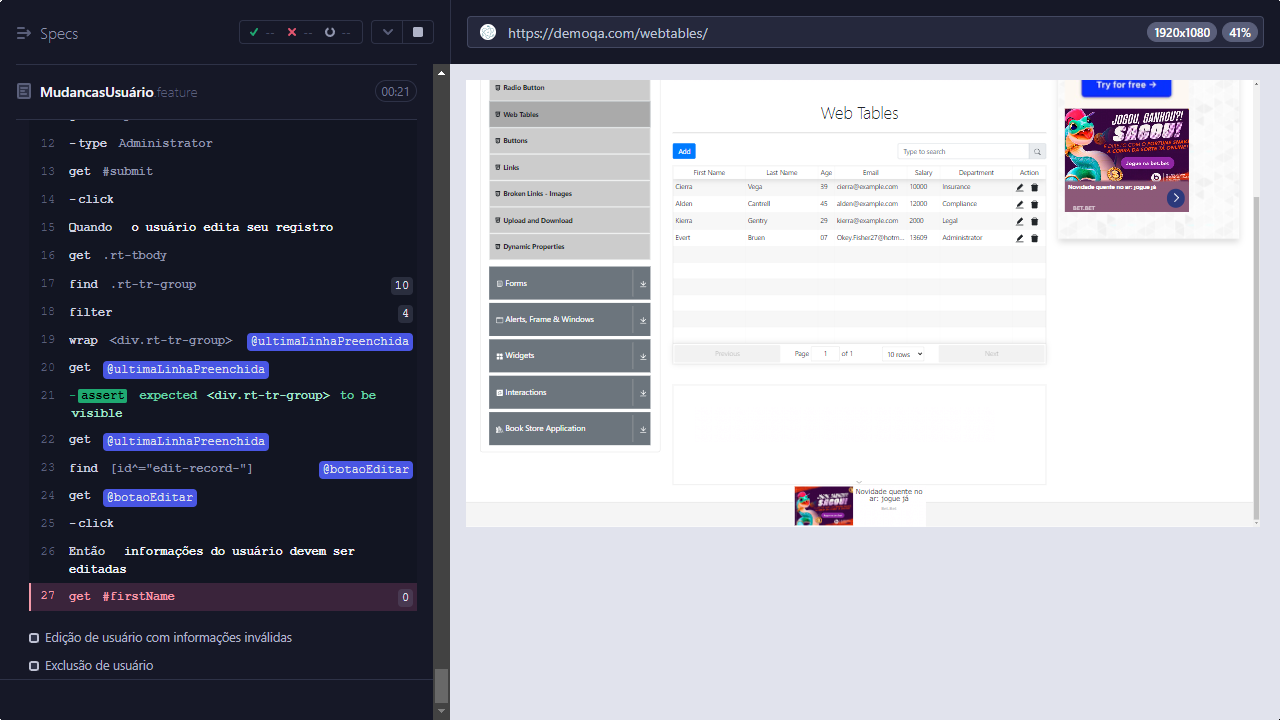 Specs
-- -- --
https://demoqa.com/webtables/
1920x1080 41%
MudancasUsuário.feature 00:21
12 -type Administrator
13 get #submit
14 -click
15 Quando o usuário edita seu registro
16 get .rt-tbody
17 find .rt-tr-group 10
18 filter 4
19 wrap <div.rt-tr-group> @ultimaLinhaPreenchida
20 get @ultimaLinhaPreenchida
21 -assert expected <div.rt-tr-group> to be
visible
22 get @ultimaLinhaPreenchida
23 find [id^="edit-record-"] @botaoEditar
24 get @botaoEditar
25 -click
26 Então informações do usuário devem ser
editadas
27 get #firstName 0
Edição de usuário com informações inválidas
Exclusão de usuário
Radio Button
Web Tables
Buttons
Links
Broken Links - Images
Upload and Download
Dynamic Properties
Forms
Alerts, Frame & Windows
Widgets
Interactions
Book Store Application
Web Tables
Add Type to search
First Name Last Name Age Email Salary Department Action
Cierra Vega 39 cierra@example.com 10000 Insurance
Alden Cantrell 45 alden@example.com 12000 Compliance
Kierra Gentry 29 kierra@example.com 2000 Legal
Evert Bruen 07 Okey.Fisher27@hotm... 13609 Administrator
Previous Page 1 of 1 10 rows Next
Try for free →
JOGOU, GANHOU?!
SACOU!
Jogue na bet.bet
Novidade quente no ar: jogue já
BET.BET
SACOU!
Novidade quente no
ar: jogue já
Bet.Bet